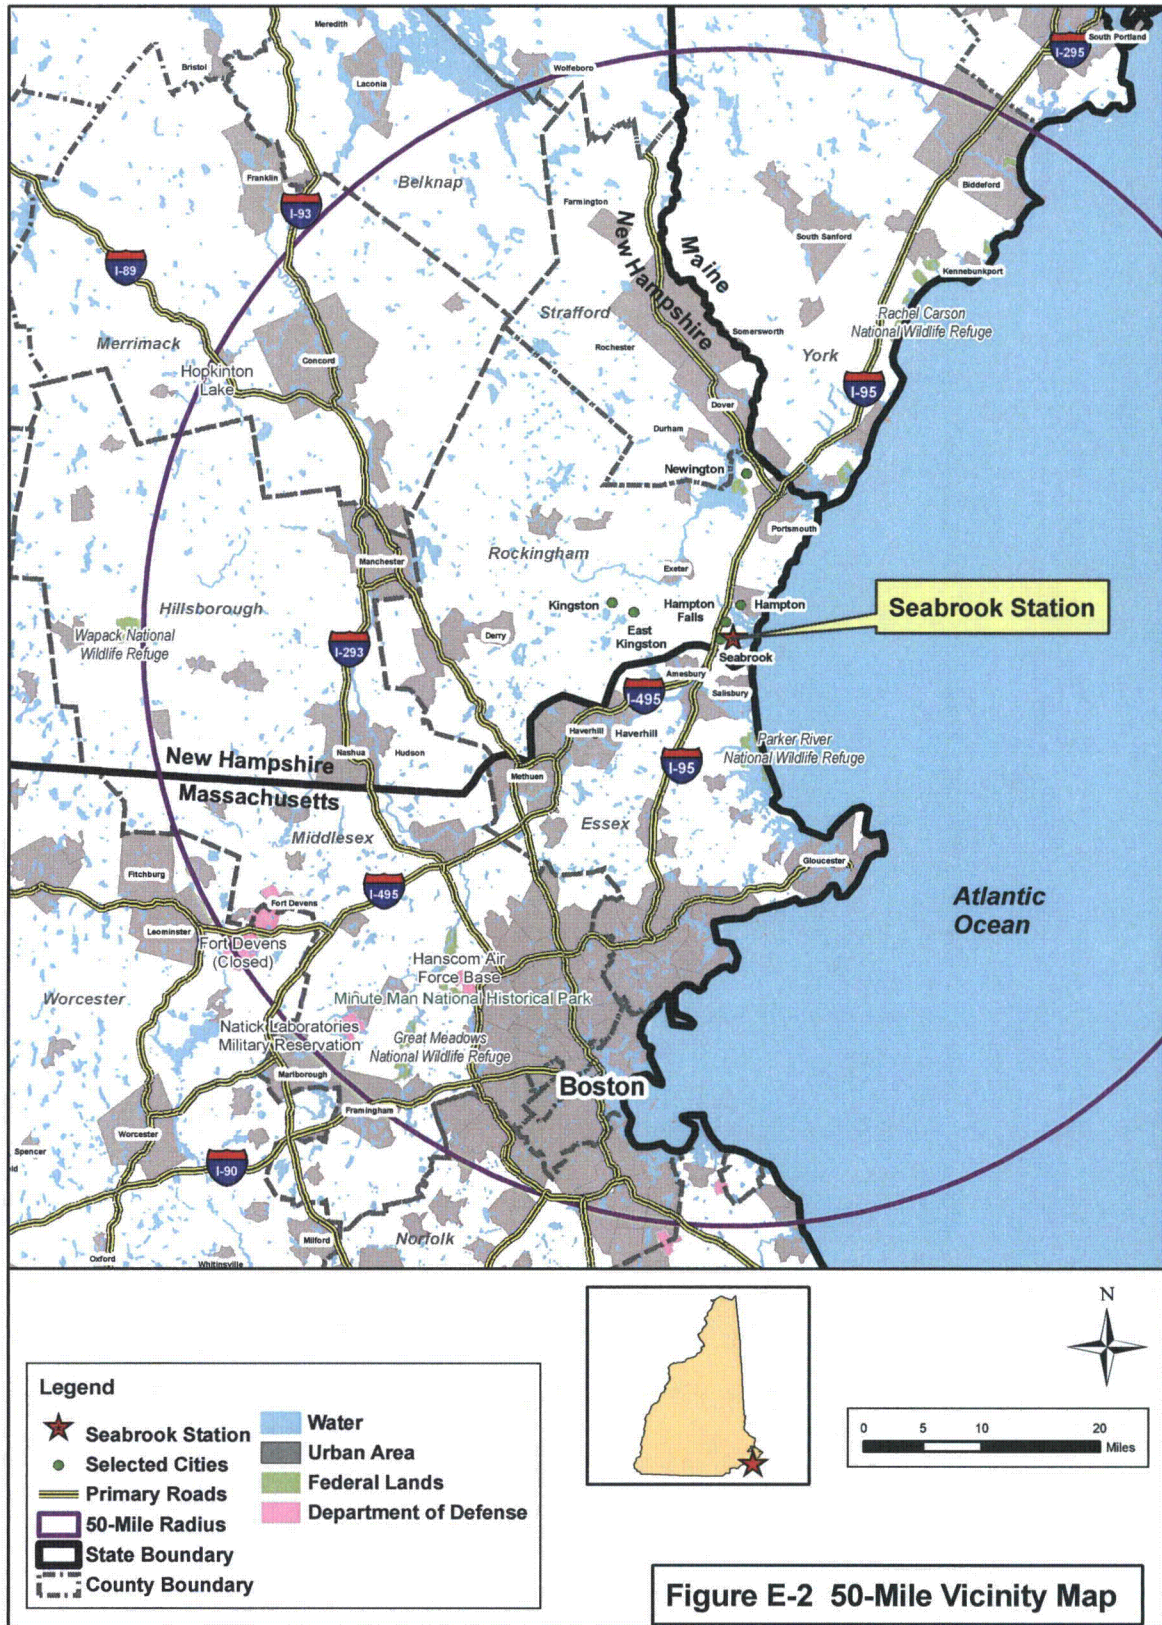 Meredith
South Portland
I-295
Bristol
Wolfeboro
Laconia
Franklin
Belknap
Biddeford
Farmington
I-93
New Hampshire
Maine
South Sanford
I-89
Kennebunkport
Strafford
Rachel Carson
National Wildlife Refuge
Somersworth
Merrimack
Rochester
York
Concord
Hopkinton
Lake
I-95
Dover
Durham
Newington
Portsmouth
Rockingham
Manchester
Exeter
Hillsborough
Kingston
Hampton
Falls
Hampton
Seabrook Station
Wapack National
Wildlife Refuge
Derry
East
Kingston
I-293
Seabrook
Amesbury
Salisbury
I-495
Haverhill
Haverhill
Parker River
National Wildlife Refuge
Nashua
Hudson
New Hampshire
I-95
Methuen
Massachusetts
Essex
Middlesex
Gloucester
Fitchburg
I-495
Fort Devens
Atlantic
Ocean
Leominster
Fort Devens
(Closed)
Hanscom Air
Force Base
Worcester
Minute Man National Historical Park
Natick Laboratories
Military Reservation
Great Meadows
National Wildlife Refuge
Marlborough
Boston
Framingham
Worcester
Spencer
ld
I-90
Milford
Norfolk
Oxford
Whitinsville
N
Legend
Seabrook Station
Selected Cities
Primary Roads
50-Mile Radius
State Boundary
County Boundary
Water
Urban Area
Federal Lands
Department of Defense
0 5 10 20
Miles
Figure E-2 50-Mile Vicinity Map